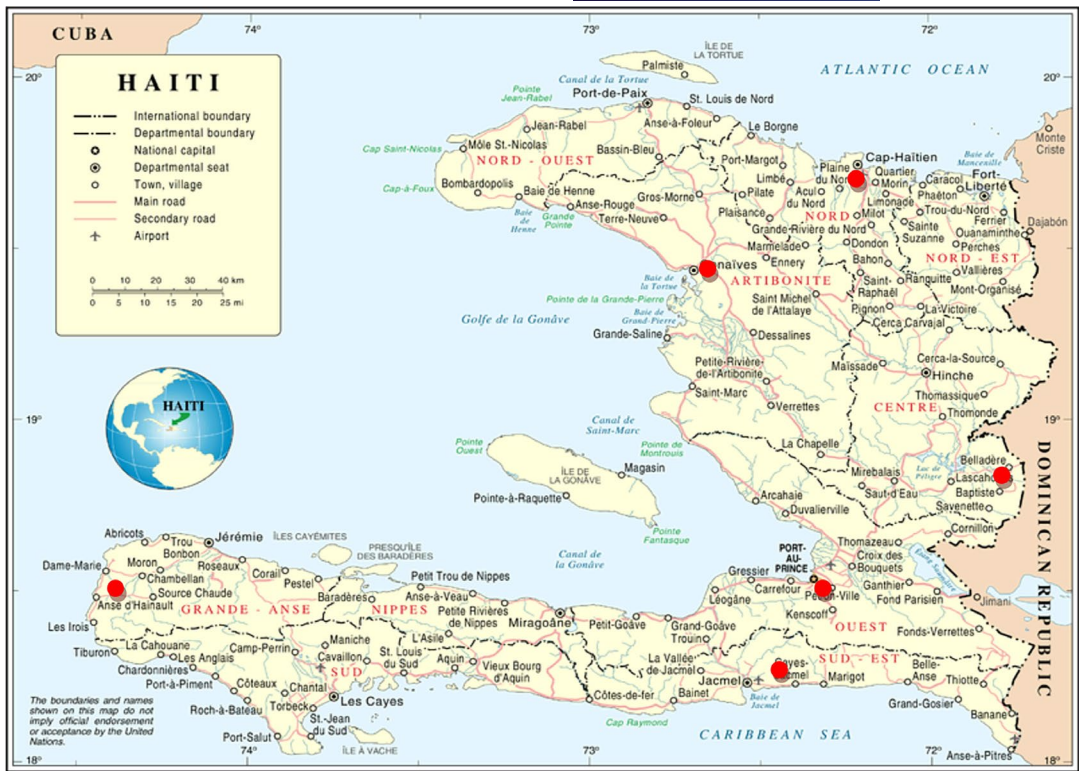 CUBA
74°
73°
72°
20°
20°
HAITI
International boundary
Departmental boundary
National capital
Departmental seat
Town, village
Main road
Secondary road
Airport
0 10 20 30 40 km
0 5 10 15 20 25 mi
ÎLE DE
LA TORTUE
Palmiste
Canal de la Tortue
ATLANTIC OCEAN
Pointe
Jean-Rabel
Port-de-Paix
St. Louis de Nord
Jean-Rabel
Anse-à-Foleur
Le Borgne
Monte
Criste
Cap Saint-Nicolas
Môle St-Nicolas
NORD - OUEST
Bassin-Bleu
Port-Margot
Plaine
du Nord
Cap-Haïtien
Baie de
Mancenille
Quartier
Morin
Caracol
Fort-
Liberté
Cap-à-Foux
Bombardopolis
Baie de Henne
Anse-Rouge
Gros-Morne
Limbé
Pilate
Acul
du Nord
Limonade
Phaëton
Ferrier
Baie
de
Henne
Grande
Pointe
Terre-Neuve
Plaisance
NORD
Milot
Trou-du-Nord
Ouanaminthe
Dajabón
Grande-Rivière du Nord
Sainte
Suzanne
Perches
Marmelade
Dondon
NORD - EST
Ennery
Bahon
Vallières
Baie de
la Tortue
ARTIBONITE
Saint-
Raphaël
Ranquitte
Mont-Organisé
Pointe de la Grande-Pierre
Saint Michel
de l'Attalaye
Pignon
La-Victoire
Golfe de la Gonâve
Baie de
Grand-Pierre
Cerca Carvajal
Grande-Saline
Dessalines
Petite-Rivière-
de-l'Artibonite
Maïssade
Cerca-la-Source
Hinche
HAITI
Saint-Marc
Thomassique
19°
19°
Verrettes
CENTRE
Thomonde
Canal de
Saint-Marc
Pointe
Ouest
Pointe de
Montrouis
La Chapelle
Belladère
Lac de
Péligre
Magasin
ÎLE DE
LA GONÂVE
Mirebalais
Saut-d'Eau
Baptiste
Pointe-à-Raquette
Arcahaie
Savenette
Duvalierville
Cornillon
DOMINICAN REPUBLIC
Pointe
Fantasque
Abricots
Trou
Bonbon
Jérémie
ÎLES CAYÉMITES
PRESQU'ÎLE
DES BARADÈRES
Canal de
la Gonâve
PORT-
AU-
PRINCE
Thomazeau
Croix des
Bouquets
Dame-Marie
Moron
Roseaux
Corail
Pestel
Petit Trou de Nippes
Gressier
Carrefour
Ganthier
Chambellan
Source Chaude
Anse d'Hainault
Baradères
Anse-à-Veau
Léogâne
Fond Parisien
Jimani
GRANDE - ANSE
NIPPES
Petite Rivières
de Nippes
Miragoâne
Petit-Goâve
Grand-Goâve
Kenscoff
OUEST
Les Irois
L'Asile
Trouin
Fonds-Verrettes
Tiburon
La Cahouane
Les Anglais
Camp-Perrin
Maniche
Cavaillon
St. Louis
du Sud
Aquin
Vieux Bourg
d'Aquin
La Vallée
de Jacmel
SUD - EST
Belle-
Anse
Thiotte
Chardonnières
Port-à-Piment
SUD
Jacmel
Marigot
Côteaux
Chantal
Les Cayes
Côtes-de-fer
Bainet
Baie de
Jacmel
Grand-Gosier
Roch-à-Bateau
Torbeck
St.-Jean
du Sud
Cap Raymond
Banane
Port-Salut
ÎLE À VACHE
CARIBBEAN SEA
Anse-à-Pitres
The boundaries and names
shown on this map do not
imply official endorsement
or acceptance by the United
Nations.
18°
74°
73°
72°
18°